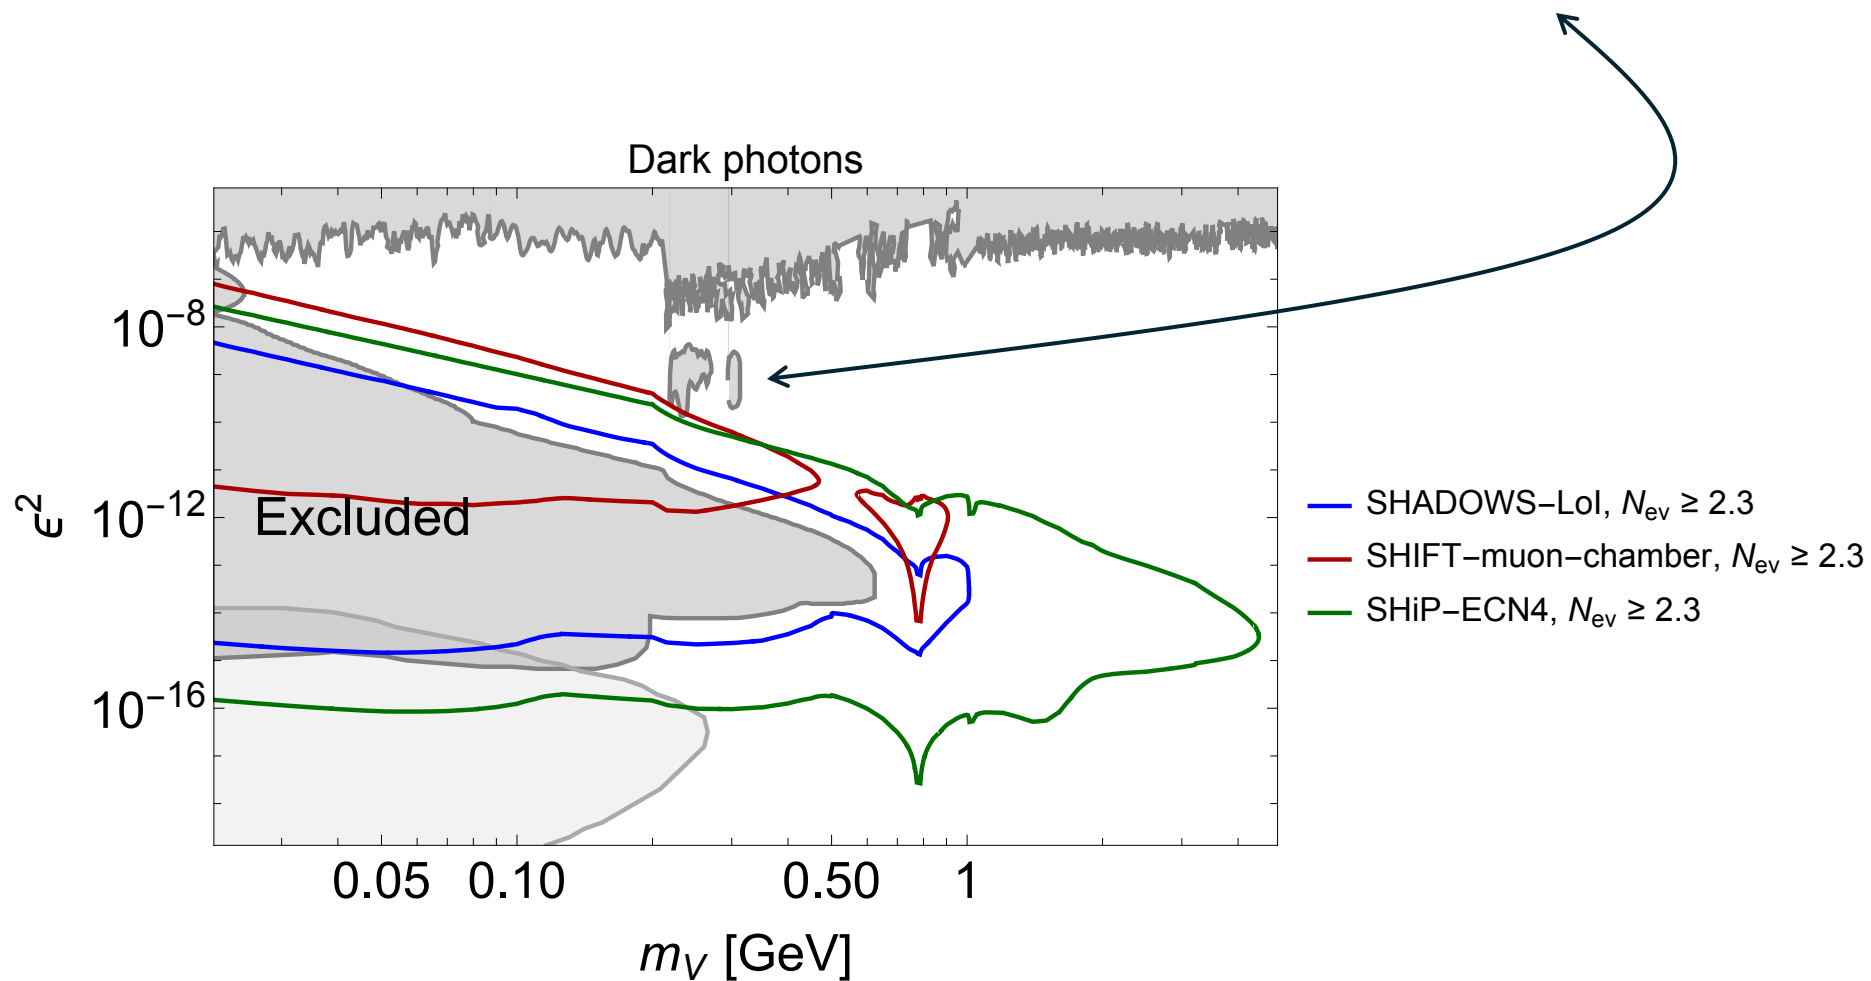 Dark photons
10⁻⁸
10⁻¹²
10⁻¹⁶
ϵ²
Excluded
0.05 0.10 0.50 1
m_V [GeV]
SHADOWS–LoI, N_ev ≥ 2.3
SHIFT–muon–chamber, N_ev ≥ 2.3
SHiP–ECN4, N_ev ≥ 2.3